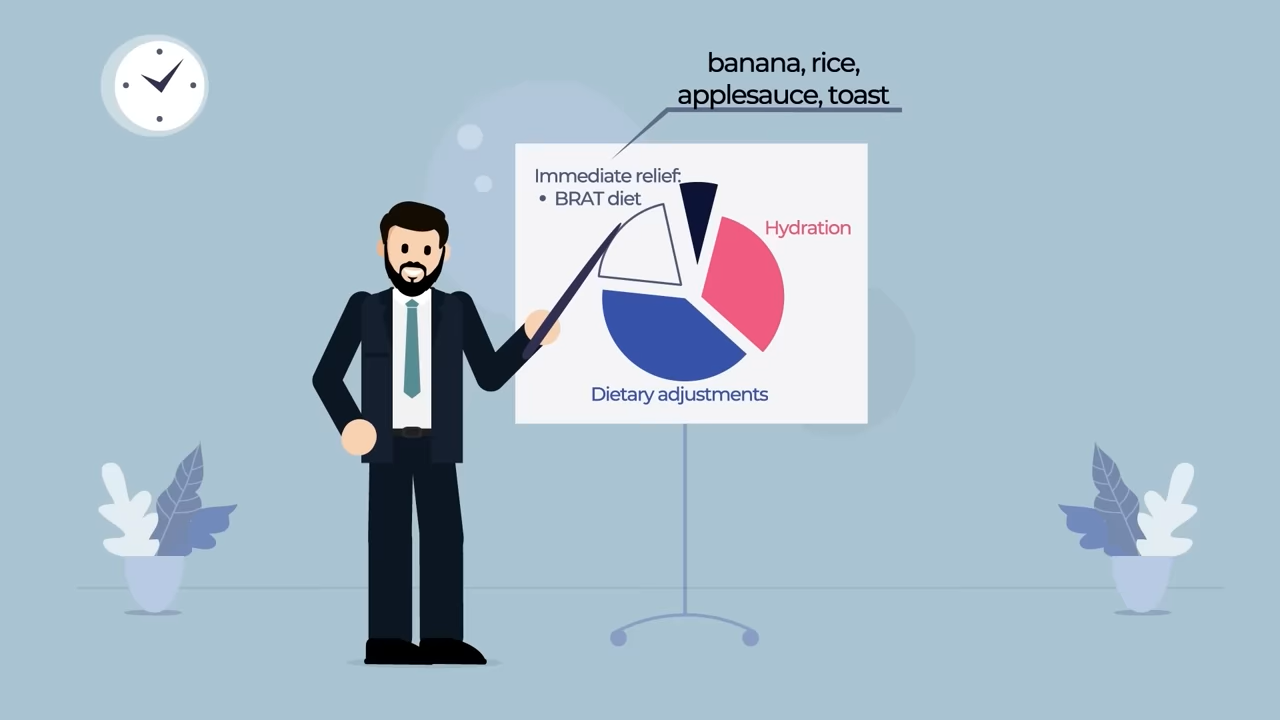 banana, rice,
applesauce, toast
Immediate relief:
• BRAT diet
Hydration
Dietary adjustments